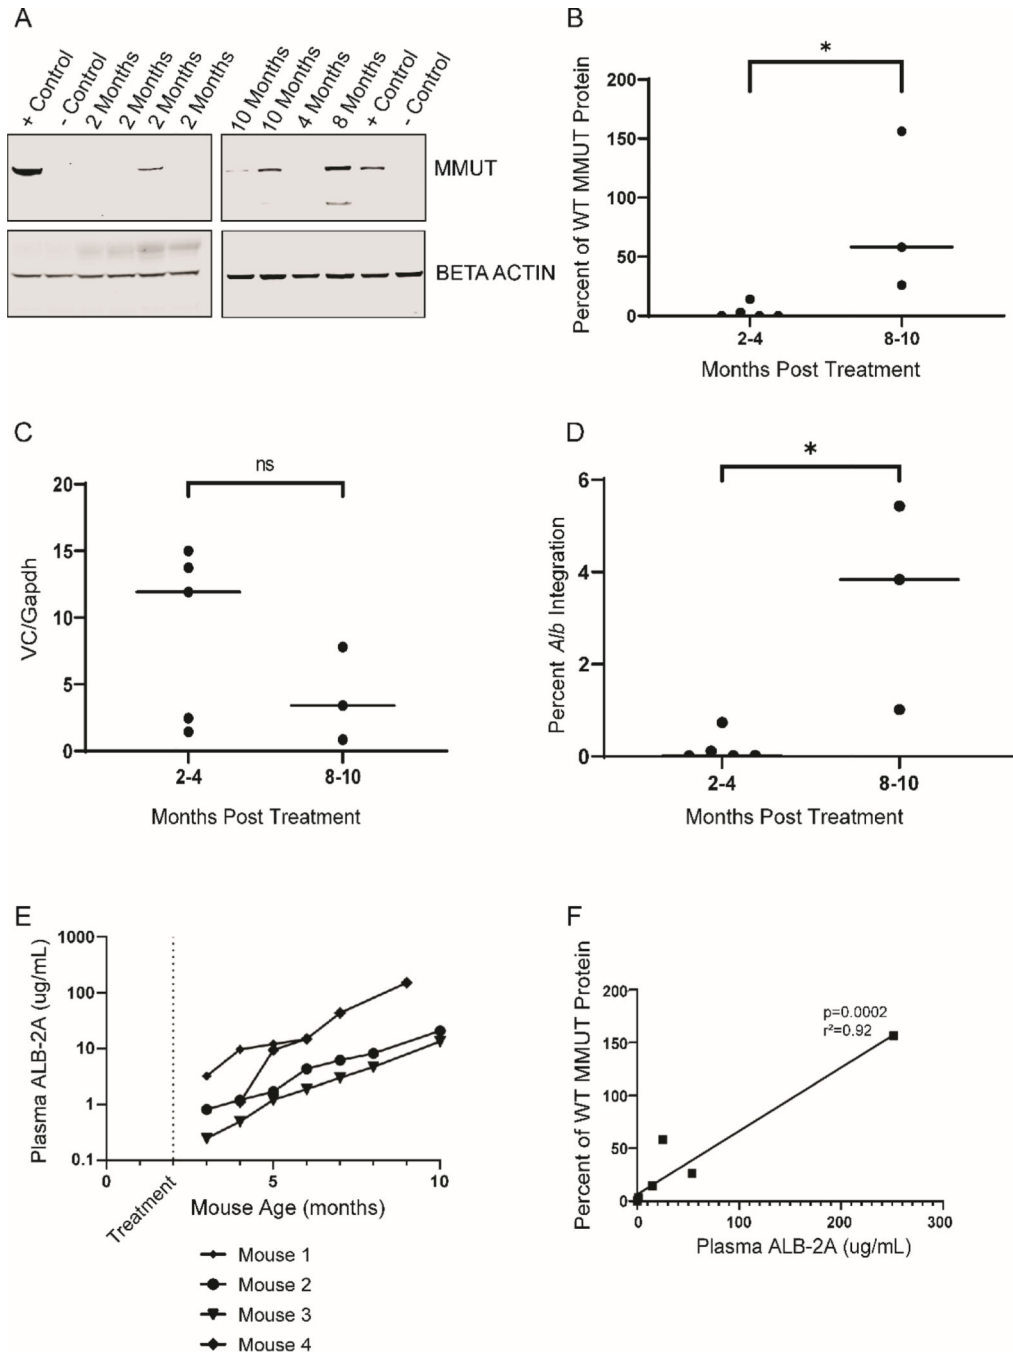 A
+ Control
- Control
2 Months
2 Months
2 Months
2 Months
10 Months
10 Months
4 Months
8 Months
+ Control
- Control
MMUT
BETA ACTIN
B
*
Percent of WT MMUT Protein
200
150
100
50
0
2-4
8-10
Months Post Treatment
C
ns
VC/Gapdh
20
15
10
5
0
2-4
8-10
Months Post Treatment
D
*
Percent Alb Integration
6
4
2
0
2-4
8-10
Months Post Treatment
E
Plasma ALB-2A (ug/mL)
1000
100
10
1
0.1
0
5
10
Treatment
Mouse Age (months)
Mouse 1
Mouse 2
Mouse 3
Mouse 4
F
Percent of WT MMUT Protein
200
150
100
50
0
p=0.0002
r²=0.92
0
100
200
300
Plasma ALB-2A (ug/mL)